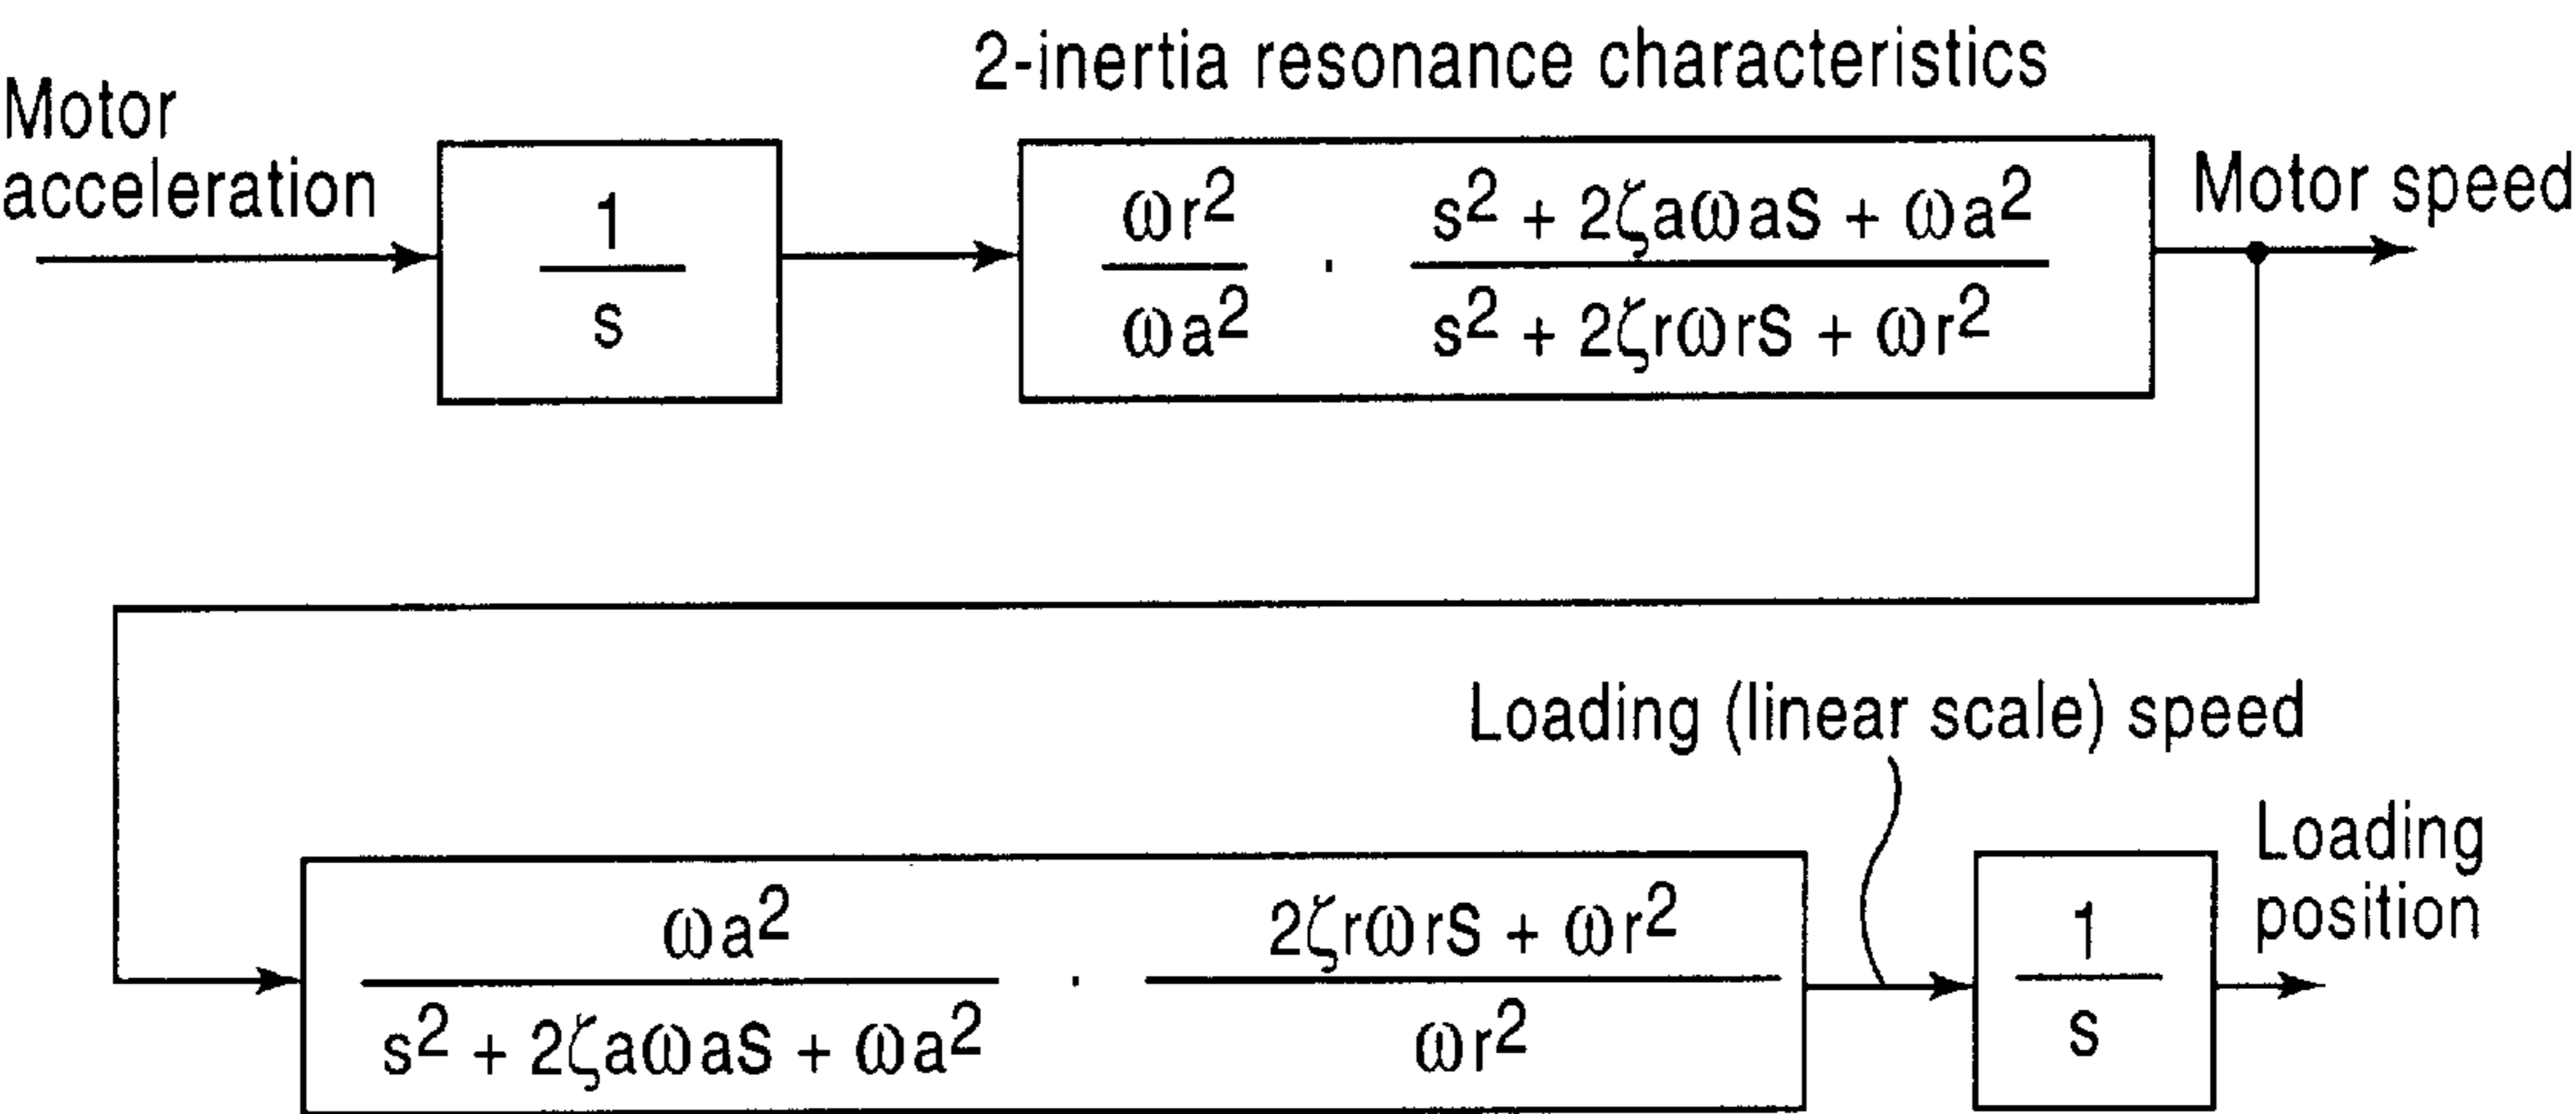 2-inertia resonance characteristics
Motor
acceleration
1
s
ωr²
ωa²
·
s² + 2ζaωas + ωa²
s² + 2ζrωrs + ωr²
Motor speed
Loading (linear scale) speed
ωa²
s² + 2ζaωas + ωa²
·
2ζrωrs + ωr²
ωr²
1
s
Loading
position